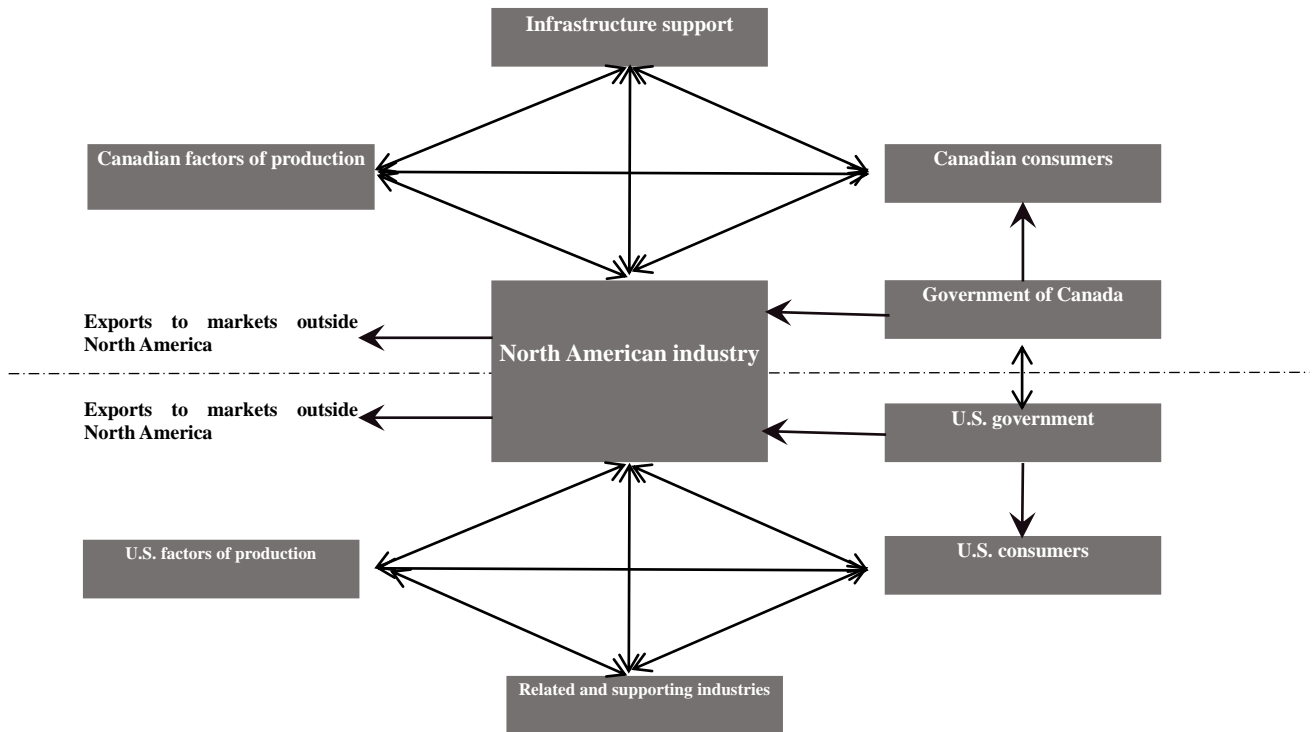 Infrastructure support
Canadian factors of production
Canadian consumers
Government of Canada
Exports to markets outside
North America
North American industry
Exports to markets outside
North America
U.S. government
U.S. factors of production
U.S. consumers
Related and supporting industries